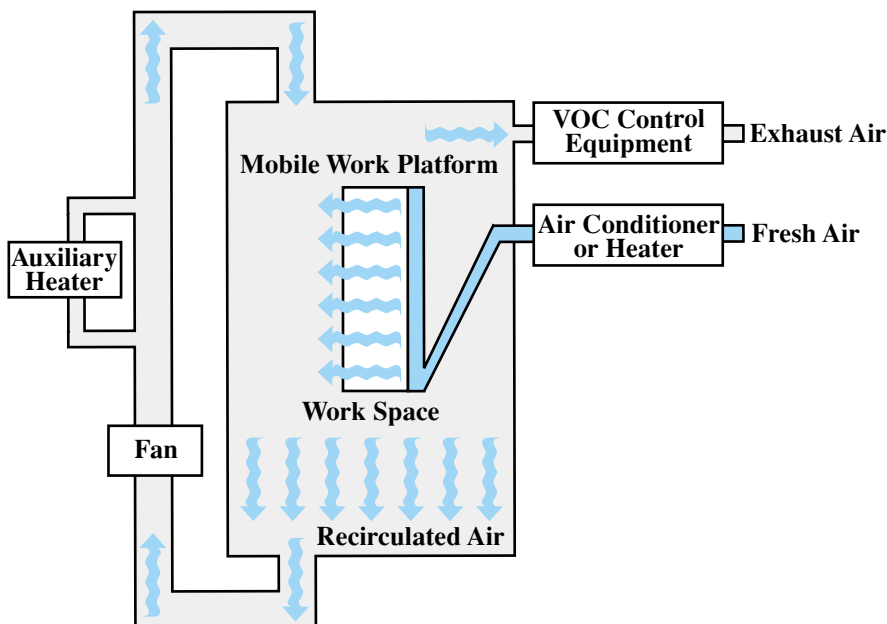 VOC Control
Equipment
Exhaust Air
Mobile Work Platform
Air Conditioner
or Heater
Fresh Air
Auxiliary
Heater
Work Space
Fan
Recirculated Air